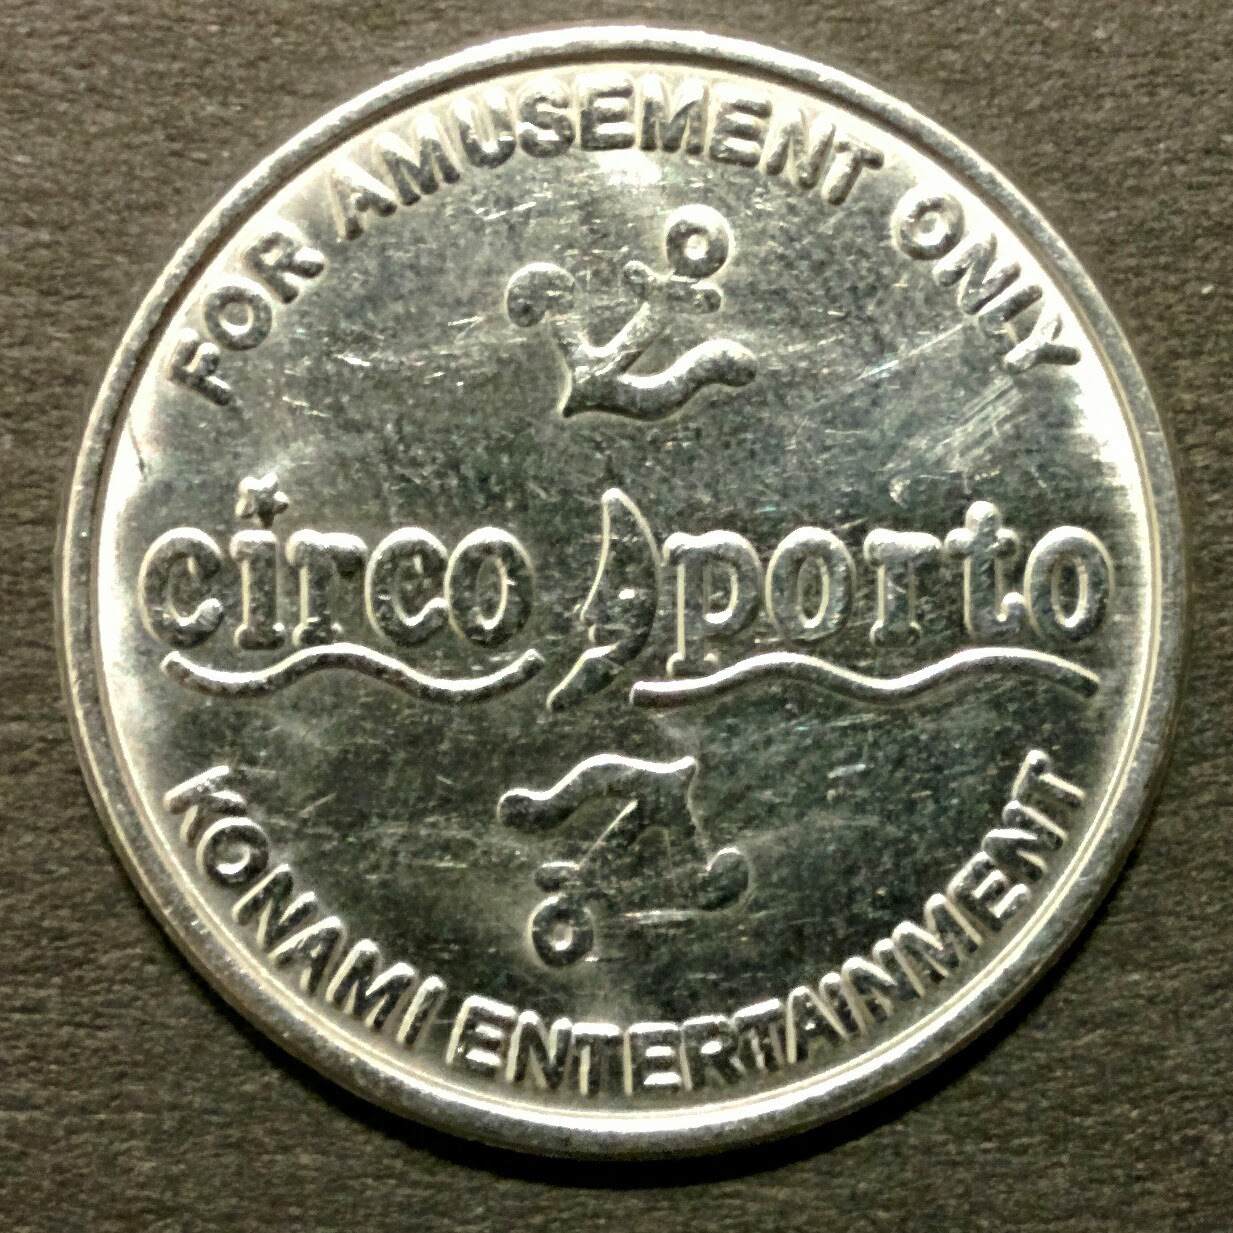 FOR AMUSEMENT ONLY
circo porto
KONAMI ENTERTAINMENT